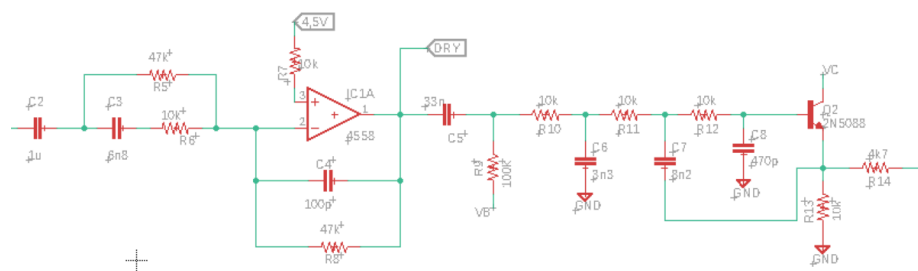 4,5V
DRY
47k
R5
R7
10k
IC1A
VC
C2
C3
10k
R6
3
2
1
4558
33n
C5
10k
R10
10k
R11
10k
R12
Q2
2N5088
1u
C4
100p
R9
100K
C6
3n3
C7
8n2
C8
470p
4k7
R14
GND
GND
VB
47k
R8
R13
10k
GND